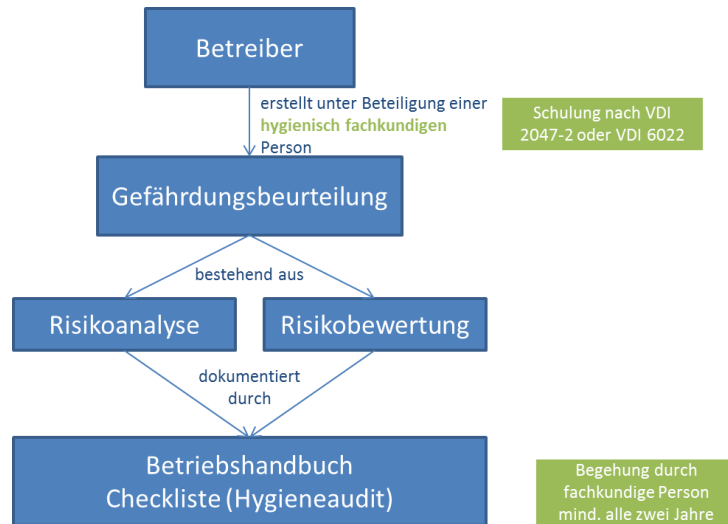 Betreiber
erstellt unter Beteiligung einer
hygienisch fachkundigen
Person
Schulung nach VDI
2047-2 oder VDI 6022
Gefährdungsbeurteilung
bestehend aus
Risikoanalyse
Risikobewertung
dokumentiert
durch
Betriebshandbuch
Checkliste (Hygieneaudit)
Begehung durch
fachkundige Person
mind. alle zwei Jahre